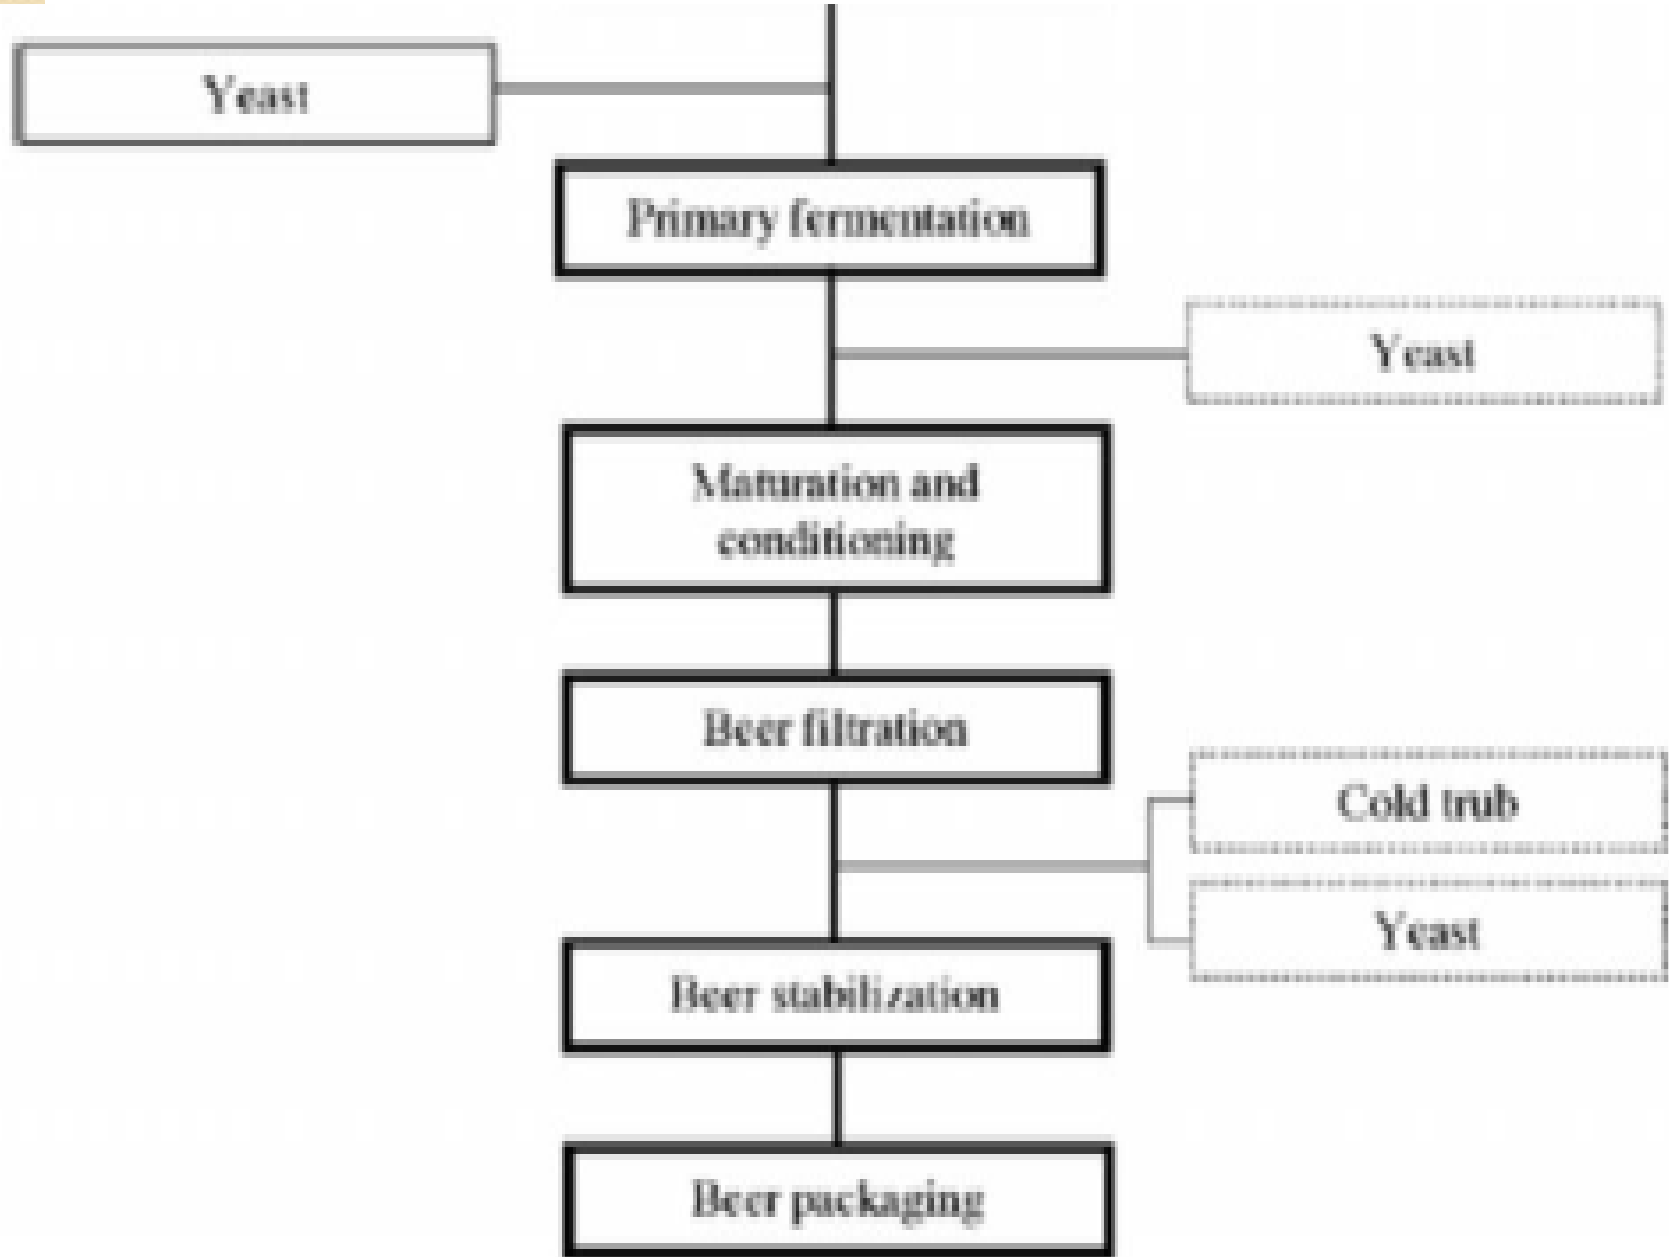 Yeast
Primary fermentation
Yeast
Maturation and
conditioning
Beer filtration
Cold trub
Yeast
Beer stabilization
Beer packaging